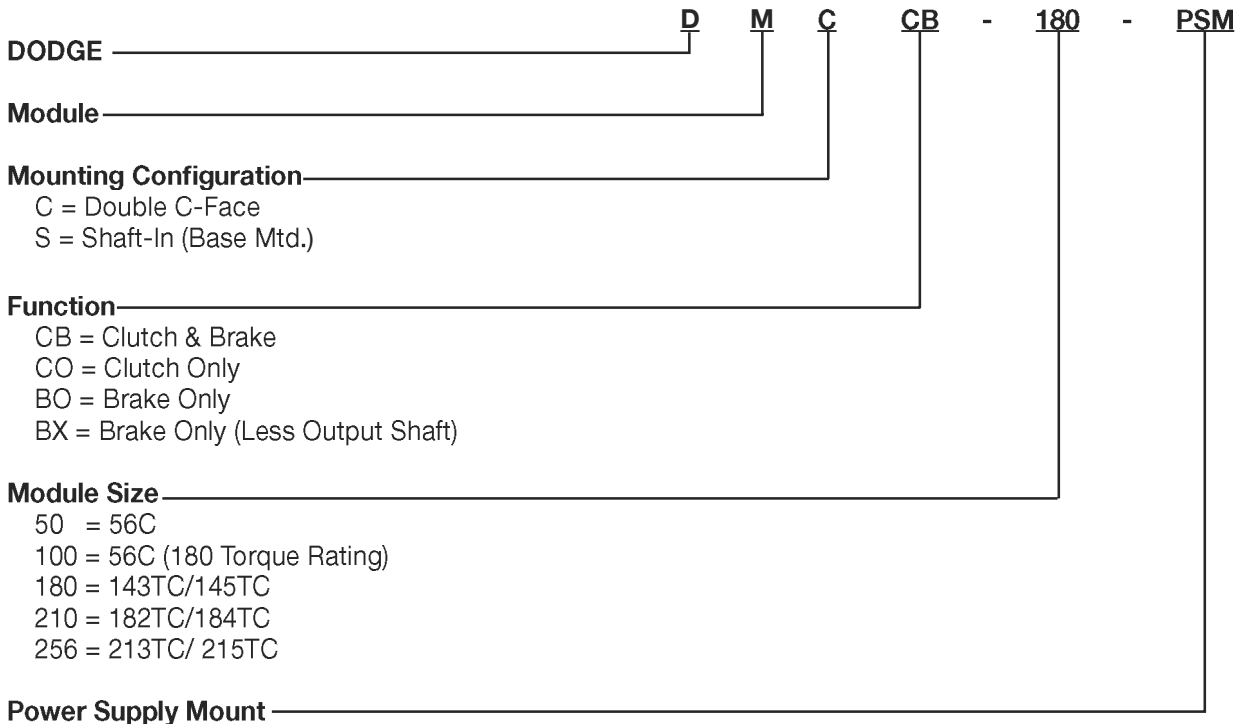 D M C CB - 180 - PSM
DODGE
Module
Mounting Configuration
C = Double C-Face
S = Shaft-In (Base Mtd.)
Function
CB = Clutch & Brake
CO = Clutch Only
BO = Brake Only
BX = Brake Only (Less Output Shaft)
Module Size
50 = 56C
100 = 56C (180 Torque Rating)
180 = 143TC/145TC
210 = 182TC/184TC
256 = 213TC/ 215TC
Power Supply Mount